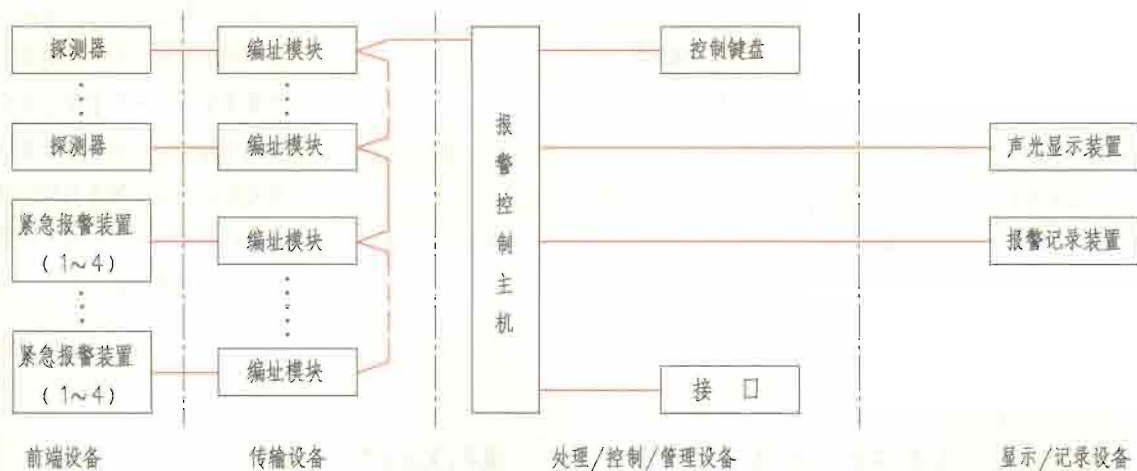 探测器
编址模块
控制键盘
探测器
编址模块
声光显示装置
紧急报警装置
(1~4)
编址模块
报警记录装置
报警控制主机
紧急报警装置
(1~4)
编址模块
接 口
前端设备
传输设备
处理/控制/管理设备
显示/记录设备